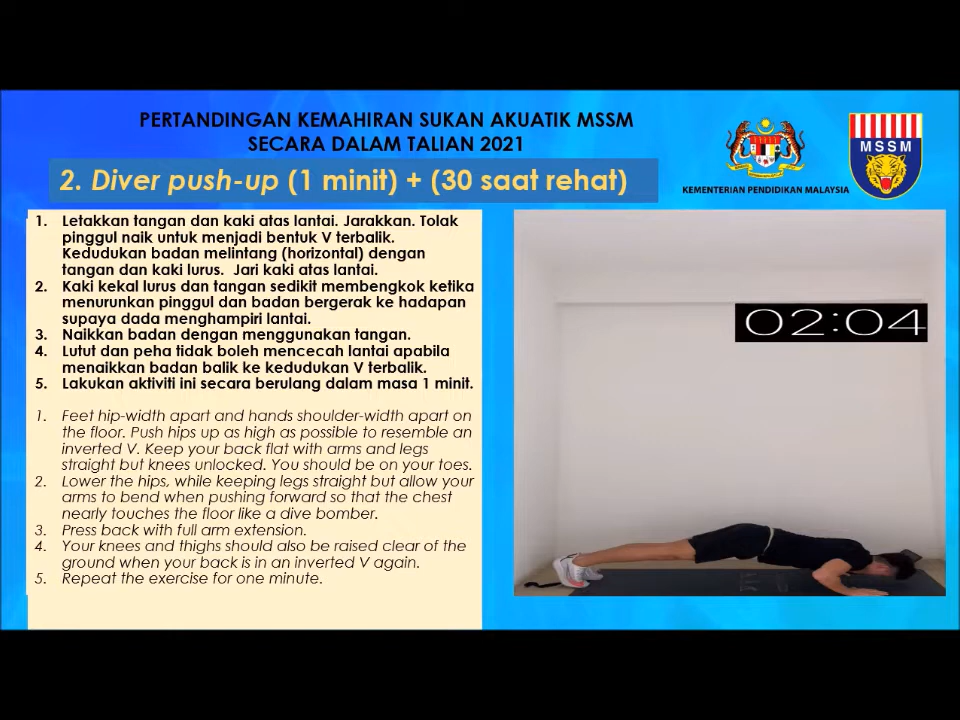 PERTANDINGAN KEMAHIRAN SUKAN AKUATIK MSSM
SECARA DALAM TALIAN 2021
2. Diver push-up (1 minit) + (30 saat rehat)
KEMENTERIAN PENDIDIKAN MALAYSIA
MSSM
1. Letakkan tangan dan kaki atas lantai. Jarakkan. Tolak
pinggul naik untuk menjadi bentuk V terbalik.
Kedudukan badan melintang (horizontal) dengan
tangan dan kaki lurus. Jari kaki atas lantai.
2. Kaki kekal lurus dan tangan sedikit membengkok ketika
menurunkan pinggul dan badan bergerak ke hadapan
supaya dada menghampiri lantai.
3. Naikkan badan dengan menggunakan tangan.
4. Lutut dan peha tidak boleh mencecah lantai apabila
menaikkan badan balik ke kedudukan V terbalik.
5. Lakukan aktiviti ini secara berulang dalam masa 1 minit.
1. Feet hip-width apart and hands shoulder-width apart on
the floor. Push hips up as high as possible to resemble an
inverted V. Keep your back flat with arms and legs
straight but knees unlocked. You should be on your toes.
2. Lower the hips, while keeping legs straight but allow your
arms to bend when pushing forward so that the chest
nearly touches the floor like a dive bomber.
3. Press back with full arm extension.
4. Your knees and thighs should also be raised clear of the
ground when your back is in an inverted V again.
5. Repeat the exercise for one minute.
02:04